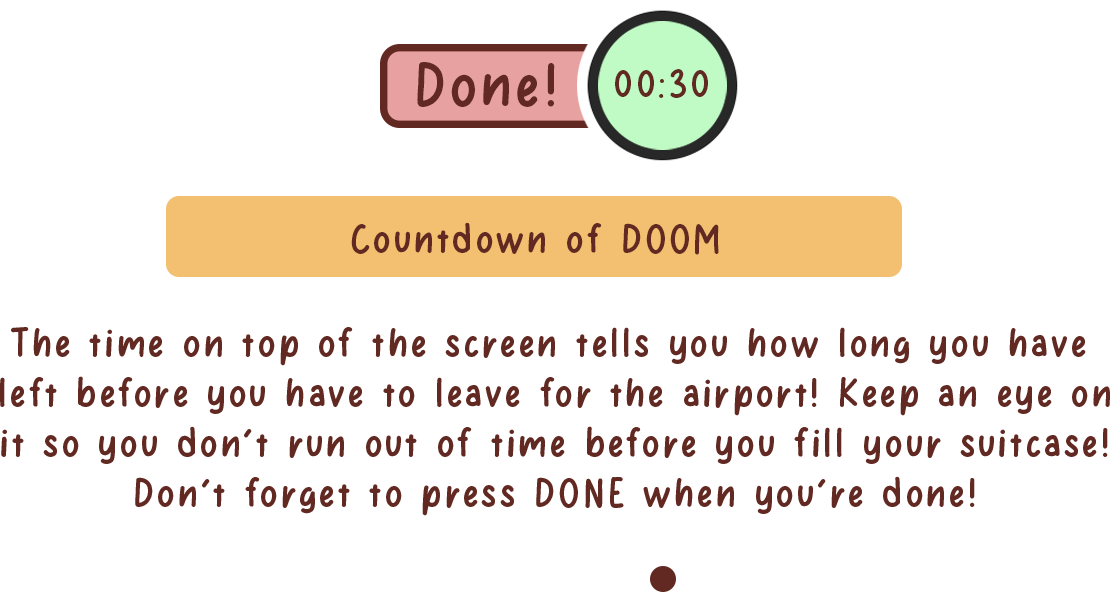 Done!
00:30
Countdown of DOOM
The time on top of the screen tells you how long you have
left before you have to leave for the airport! Keep an eye on
it so you don't run out of time before you fill your suitcase!
Don't forget to press DONE when you're done!